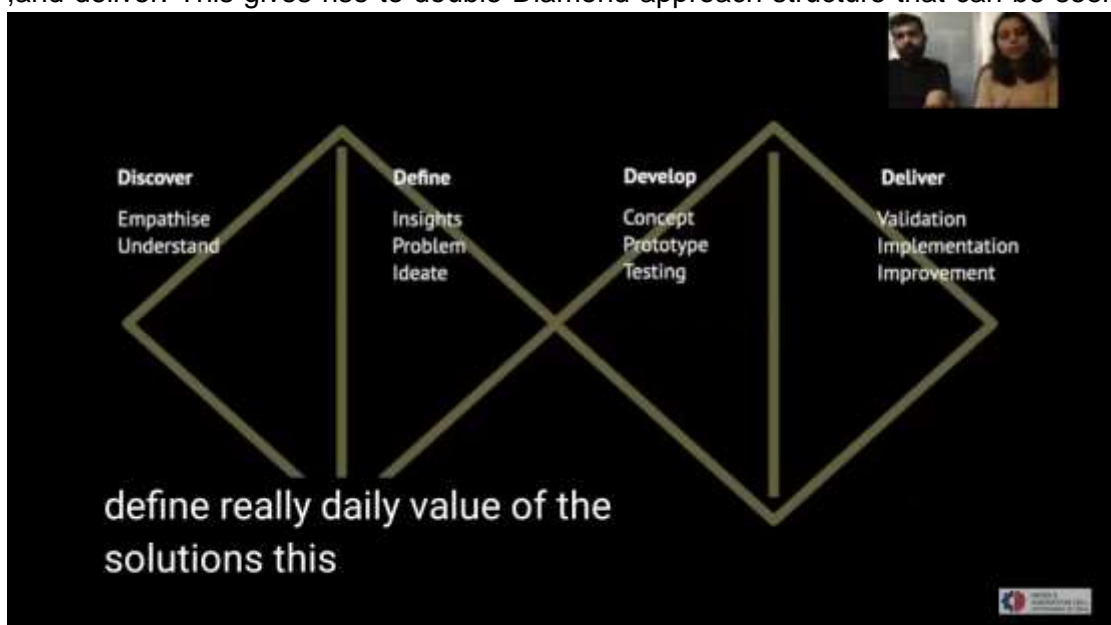 ,and deliver. This gives rise to double Diamond approach structure that can be
Discover
Empathise
Understand
Define
Insights
Problem
Ideate
Develop
Concept
Prototype
Testing
Deliver
Validation
Implementation
Improvement
define really daily value of the
solutions this